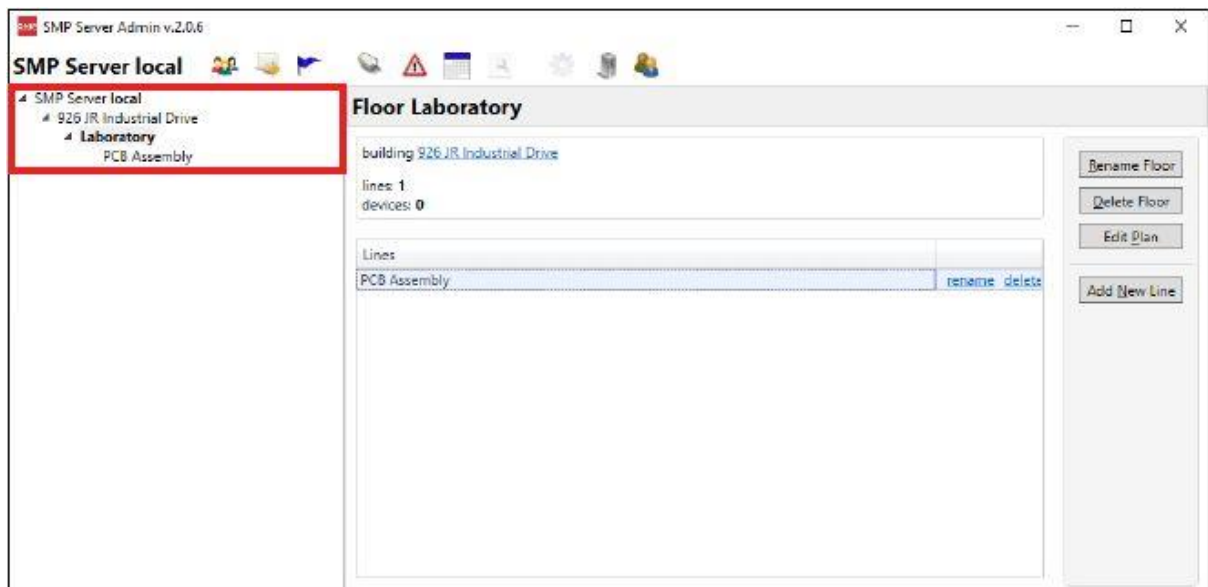 SMP Server Admin v.2.0.6
SMP Server local
SMP Server local
926 JR Industrial Drive
Laboratory
PCB Assembly
Floor Laboratory
building 926 JR Industrial Drive
lines: 1
devices: 0
Lines
PCB Assembly rename delete
Rename Floor
Delete Floor
Edit Plan
Add New Line